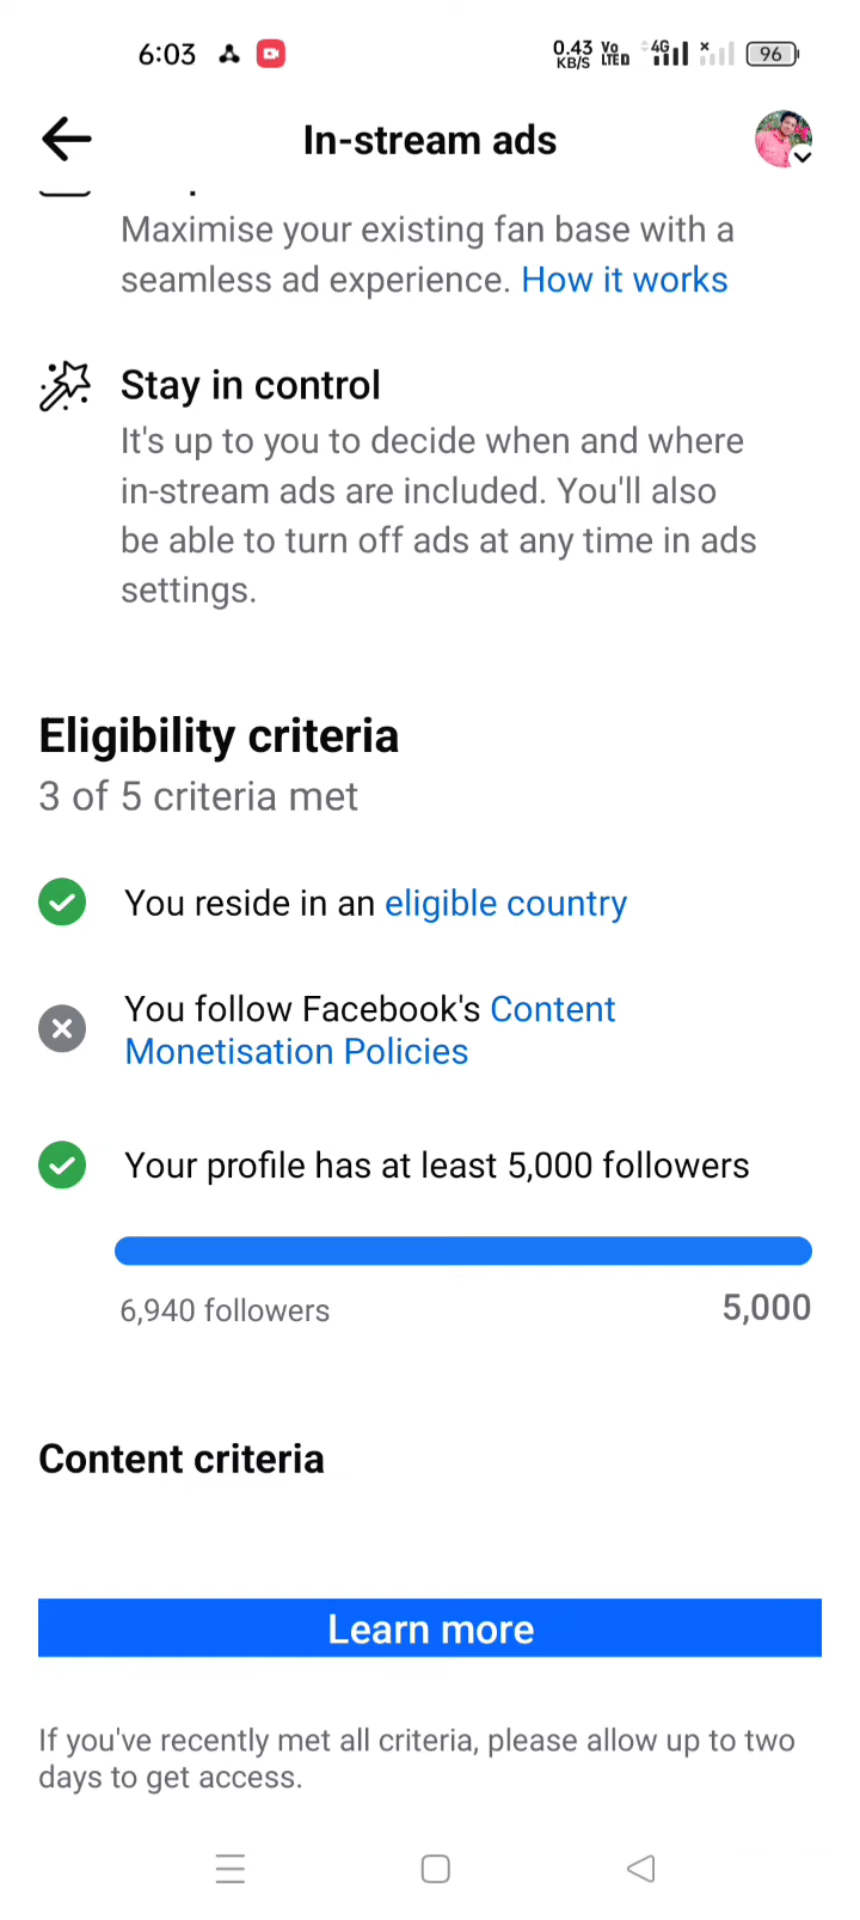 6:03
0.43 KB/S Vo LTED 4G 96
In-stream ads
Maximise your existing fan base with a
seamless ad experience. How it works
Stay in control
It's up to you to decide when and where
in-stream ads are included. You'll also
be able to turn off ads at any time in ads
settings.
Eligibility criteria
3 of 5 criteria met
You reside in an eligible country
You follow Facebook's Content
Monetisation Policies
Your profile has at least 5,000 followers
6,940 followers 5,000
Content criteria
Learn more
If you've recently met all criteria, please allow up to two
days to get access.